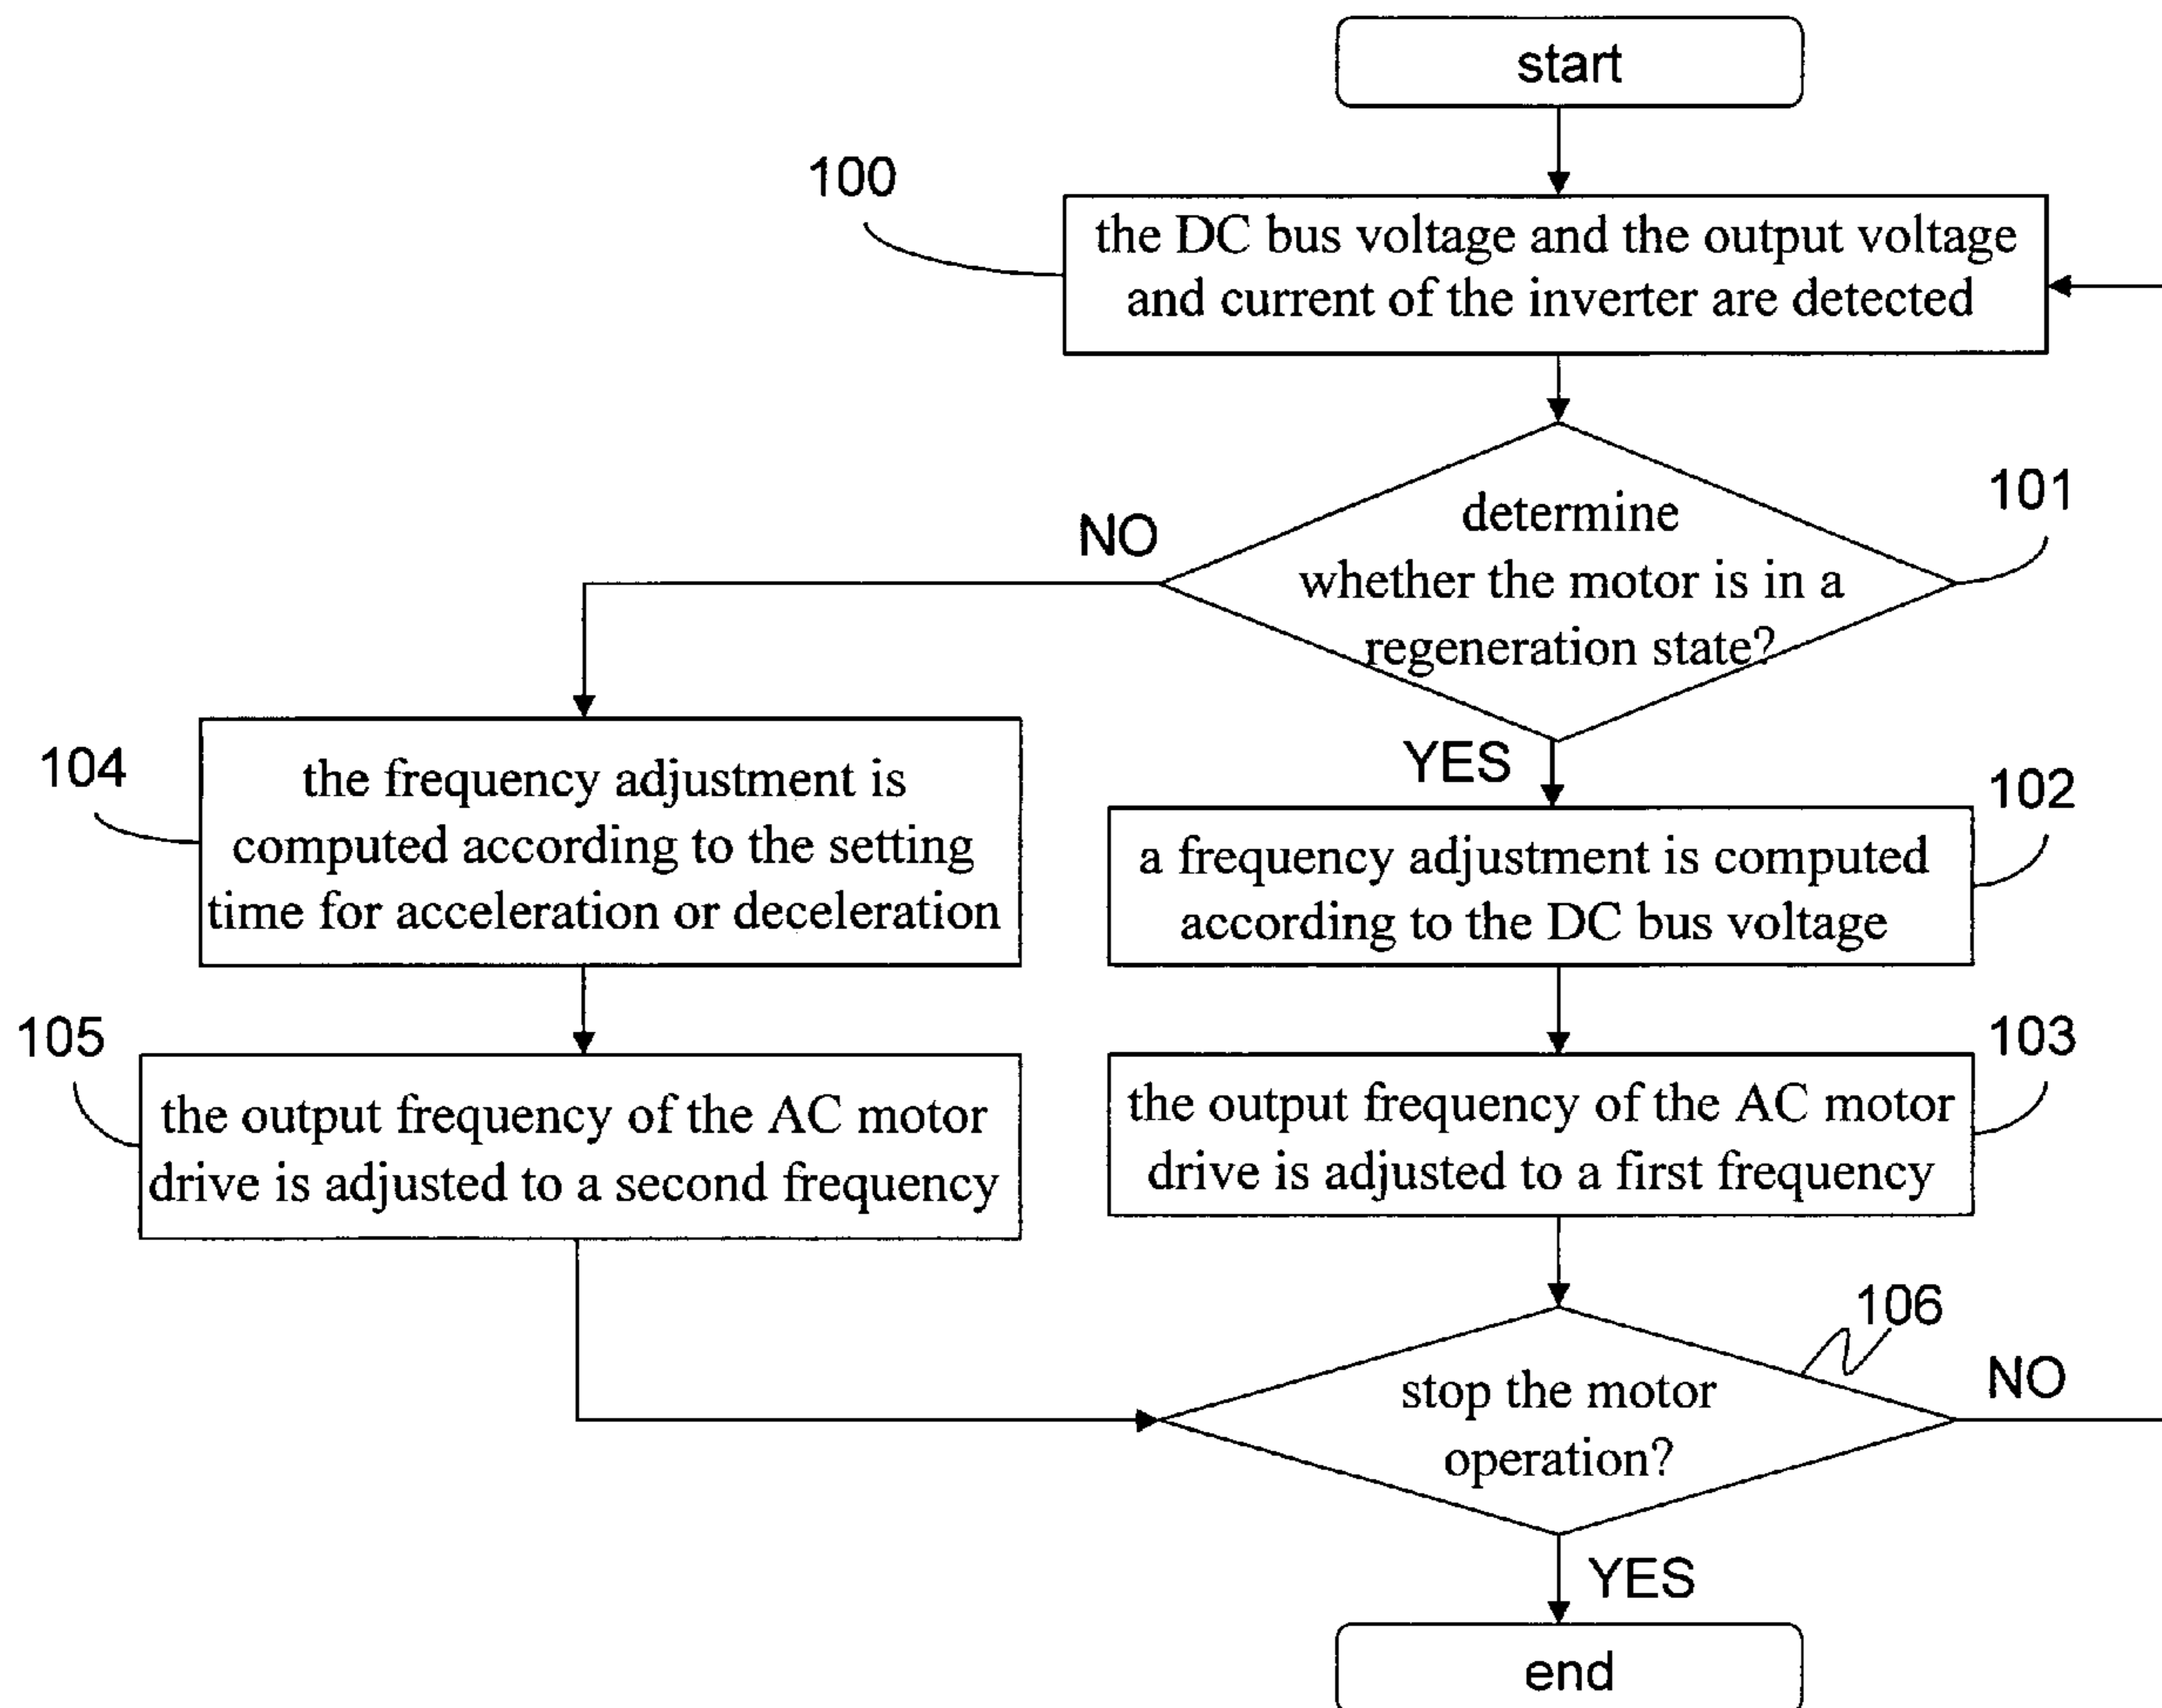 start
100
the DC bus voltage and the output voltage
and current of the inverter are detected
101
determine
whether the motor is in a
regeneration state?
NO
YES
104
the frequency adjustment is
computed according to the setting
time for acceleration or deceleration
102
a frequency adjustment is computed
according to the DC bus voltage
105
the output frequency of the AC motor
drive is adjusted to a second frequency
103
the output frequency of the AC motor
drive is adjusted to a first frequency
106
stop the motor
operation?
NO
YES
end